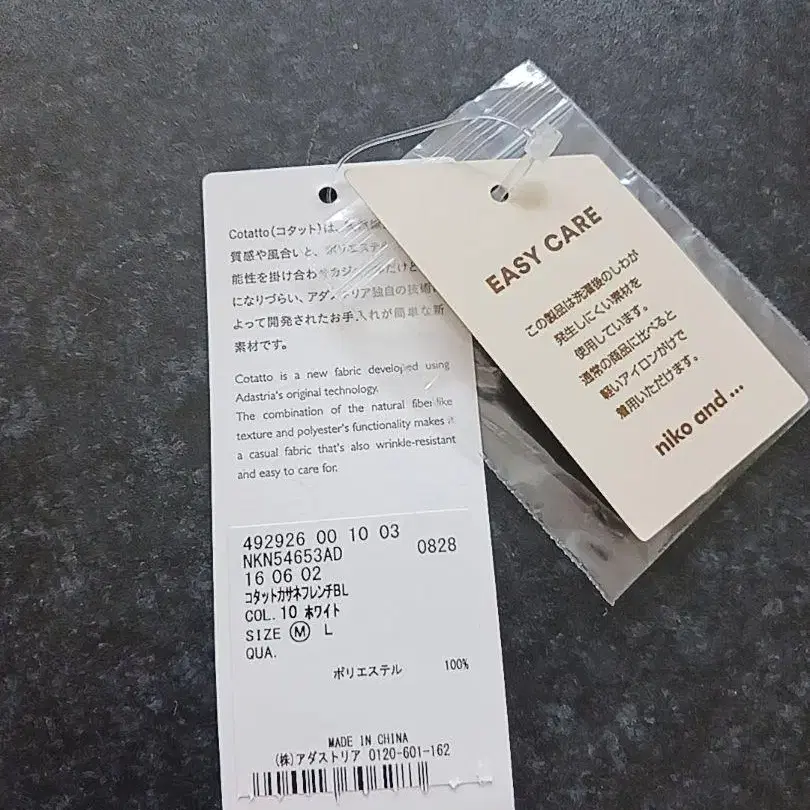 Cotatto(コタット)は、
質感や風合いと、ポリエステル
能性を掛け合わ
になりづらい、アダストリア独自の技術に
よって開発されたお手入れが簡単な新
素材です。
Cotatto is a new fabric developed using
Adastria's original technology.
The combination of the natural fiber-like
texture and polyester's functionality makes it
a casual fabric that's also wrinkle-resistant
and easy to care for.
492926 00 10 03
NKN54653AD 0828
16 06 02
コタットカサネフレンチBL
COL. 10 ホワイト
SIZE Ⓜ L
QUA.
ポリエステル 100%
MADE IN CHINA
(株)アダストリア 0120-601-162
EASY CARE
この製品は洗濯後のしわが
発生しにくい素材を
使用しています。
通常の商品に比べると
軽いアイロンがけで
着用いただけます。
niko and ...